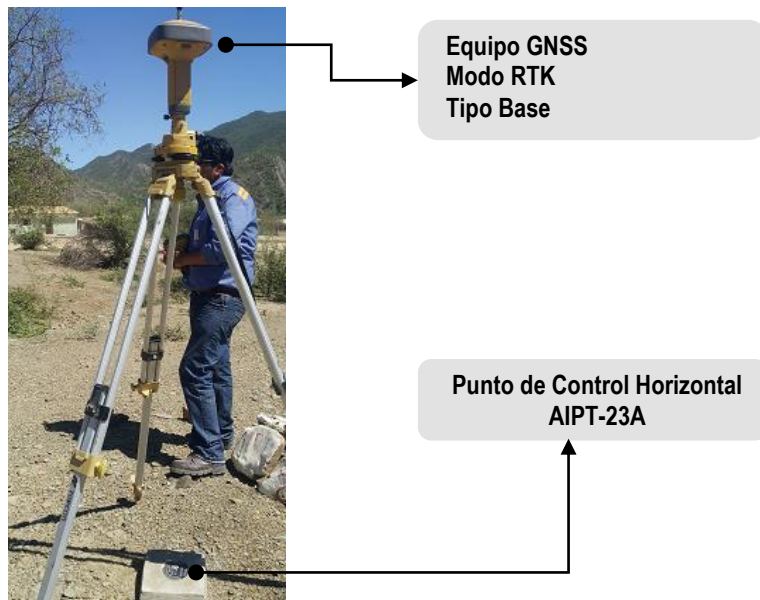 Equipo GNSS
Modo RTK
Tipo Base
Punto de Control Horizontal
AIPT-23A